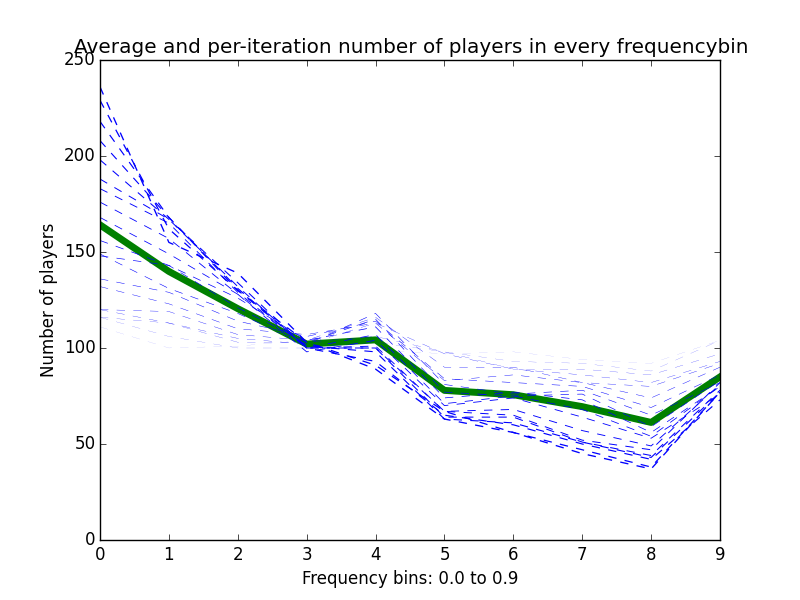 Average and per-iteration number of players in every frequencybin
250
200
150
100
50
0
Number of players
0 1 2 3 4 5 6 7 8 9
Frequency bins: 0.0 to 0.9